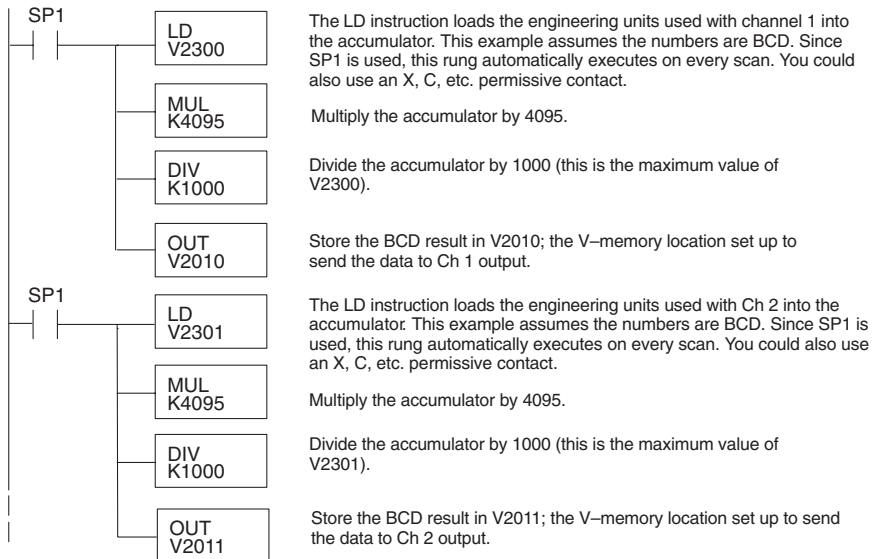 SP1
LD
V2300
The LD instruction loads the engineering units used with channel 1 into
the accumulator. This example assumes the numbers are BCD. Since
SP1 is used, this rung automatically executes on every scan. You could
also use an X, C, etc. permissive contact.
MUL
K4095
Multiply the accumulator by 4095.
DIV
K1000
Divide the accumulator by 1000 (this is the maximum value of
V2300).
OUT
V2010
Store the BCD result in V2010; the V–memory location set up to
send the data to Ch 1 output.
SP1
LD
V2301
The LD instruction loads the engineering units used with Ch 2 into the
accumulator. This example assumes the numbers are BCD. Since SP1 is
used, this rung automatically executes on every scan. You could also use
an X, C, etc. permissive contact.
MUL
K4095
Multiply the accumulator by 4095.
DIV
K1000
Divide the accumulator by 1000 (this is the maximum value of
V2301).
OUT
V2011
Store the BCD result in V2011; the V–memory location set up to send
the data to Ch 2 output.